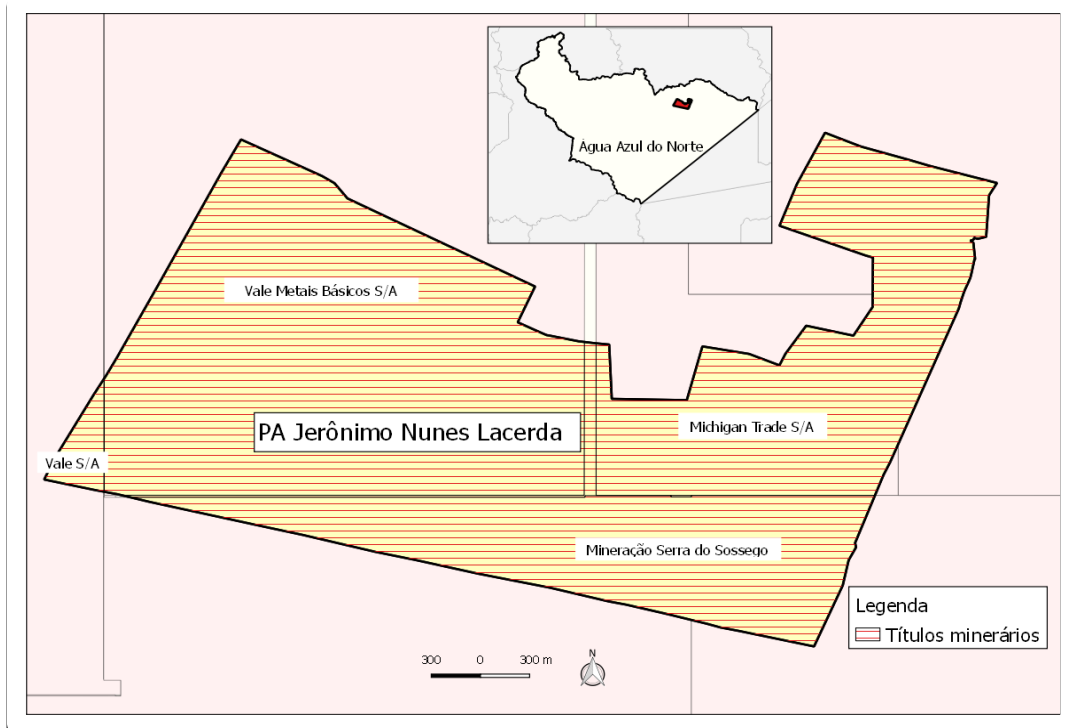 Água Azul do Norte
Vale Metais Básicos S/A
PA Jerônimo Nunes Lacerda
Michigan Trade S/A
Vale S/A
Mineração Serra do Sossego
Legenda
Títulos minerários
300 0 300 m
N